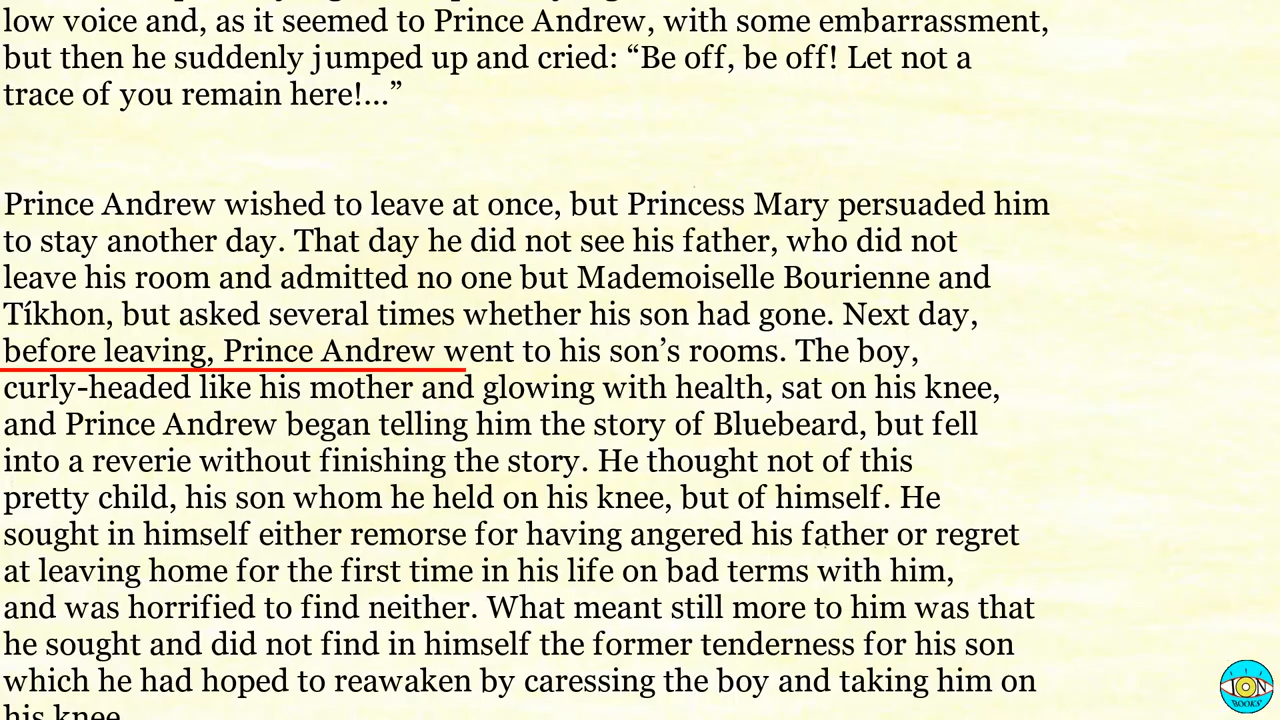 low voice and, as it seemed to Prince Andrew, with some embarrassment,
but then he suddenly jumped up and cried: “Be off, be off! Let not a
trace of you remain here!...”
Prince Andrew wished to leave at once, but Princess Mary persuaded him
to stay another day. That day he did not see his father, who did not
leave his room and admitted no one but Mademoiselle Bourienne and
Tíkhon, but asked several times whether his son had gone. Next day,
before leaving, Prince Andrew went to his son’s rooms. The boy,
curly-headed like his mother and glowing with health, sat on his knee,
and Prince Andrew began telling him the story of Bluebeard, but fell
into a reverie without finishing the story. He thought not of this
pretty child, his son whom he held on his knee, but of himself. He
sought in himself either remorse for having angered his father or regret
at leaving home for the first time in his life on bad terms with him,
and was horrified to find neither. What meant still more to him was that
he sought and did not find in himself the former tenderness for his son
which he had hoped to reawaken by caressing the boy and taking him on
his knee.
ION
BOOKS